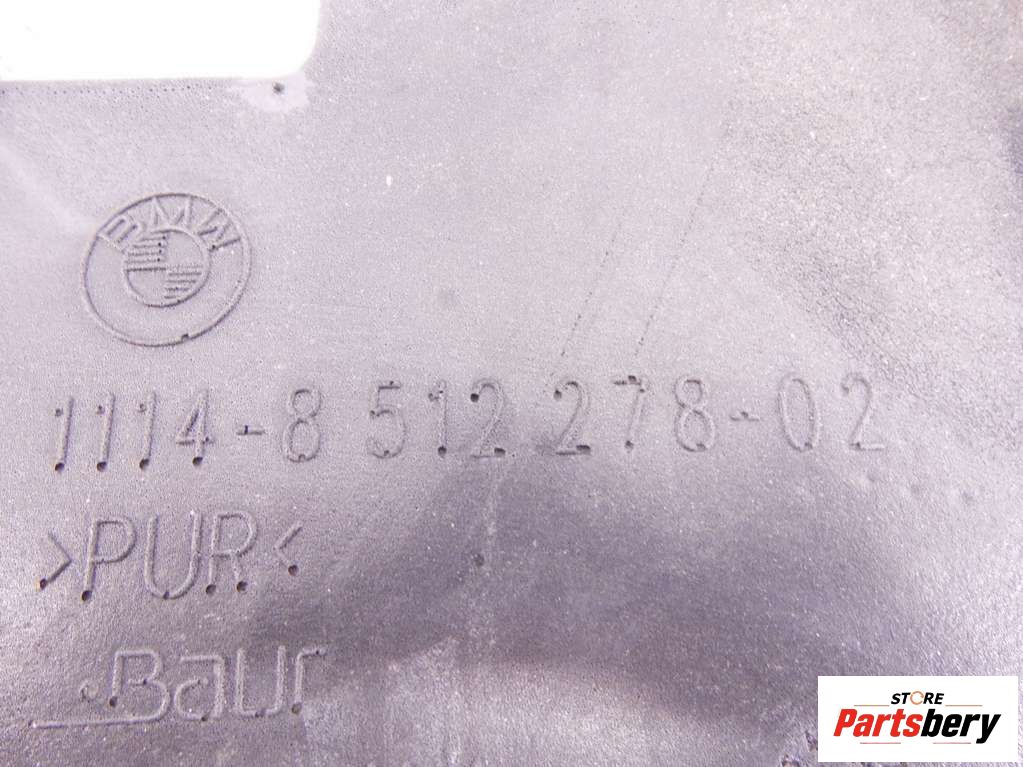 BMW
1114-8 512 278-02
>PUR<
Baur
STORE
Partsbery